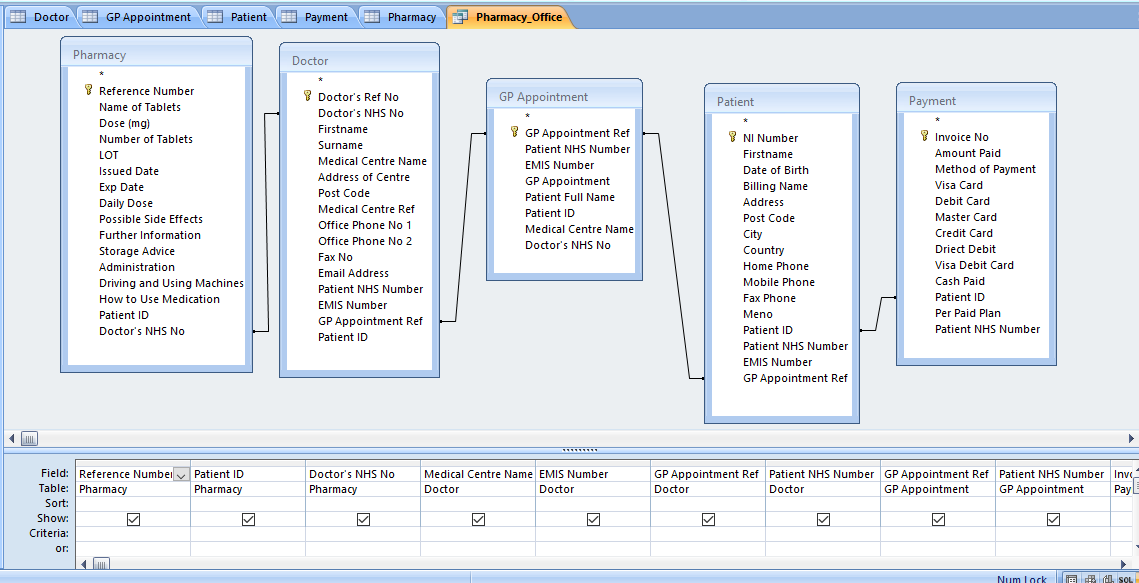 Doctor
GP Appointment
Patient
Payment
Pharmacy
Pharmacy_Office
Pharmacy
*
Reference Number
Name of Tablets
Dose (mg)
Number of Tablets
LOT
Issued Date
Exp Date
Daily Dose
Possible Side Effects
Further Information
Storage Advice
Administration
Driving and Using Machines
How to Use Medication
Patient ID
Doctor's NHS No
Doctor
*
Doctor's Ref No
Doctor's NHS No
Firstname
Surname
Medical Centre Name
Address of Centre
Post Code
Medical Centre Ref
Office Phone No 1
Office Phone No 2
Fax No
Email Address
Patient NHS Number
EMIS Number
GP Appointment Ref
Patient ID
GP Appointment
*
GP Appointment Ref
Patient NHS Number
EMIS Number
GP Appointment
Patient Full Name
Patient ID
Medical Centre Name
Doctor's NHS No
Patient
*
NI Number
Firstname
Date of Birth
Billing Name
Address
Post Code
City
Country
Home Phone
Mobile Phone
Fax Phone
Meno
Patient ID
Patient NHS Number
EMIS Number
GP Appointment Ref
Payment
*
Invoice No
Amount Paid
Method of Payment
Visa Card
Debit Card
Master Card
Credit Card
Driect Debit
Visa Debit Card
Cash Paid
Patient ID
Per Paid Plan
Patient NHS Number
Field: Reference Number Patient ID Doctor's NHS No Medical Centre Name EMIS Number GP Appointment Ref Patient NHS Number GP Appointment Ref Patient NHS Number Invo
Table: Pharmacy Pharmacy Pharmacy Doctor Doctor Doctor Doctor GP Appointment GP Appointment Pay
Sort:
Show:
Criteria:
or:
Num Lock SQL